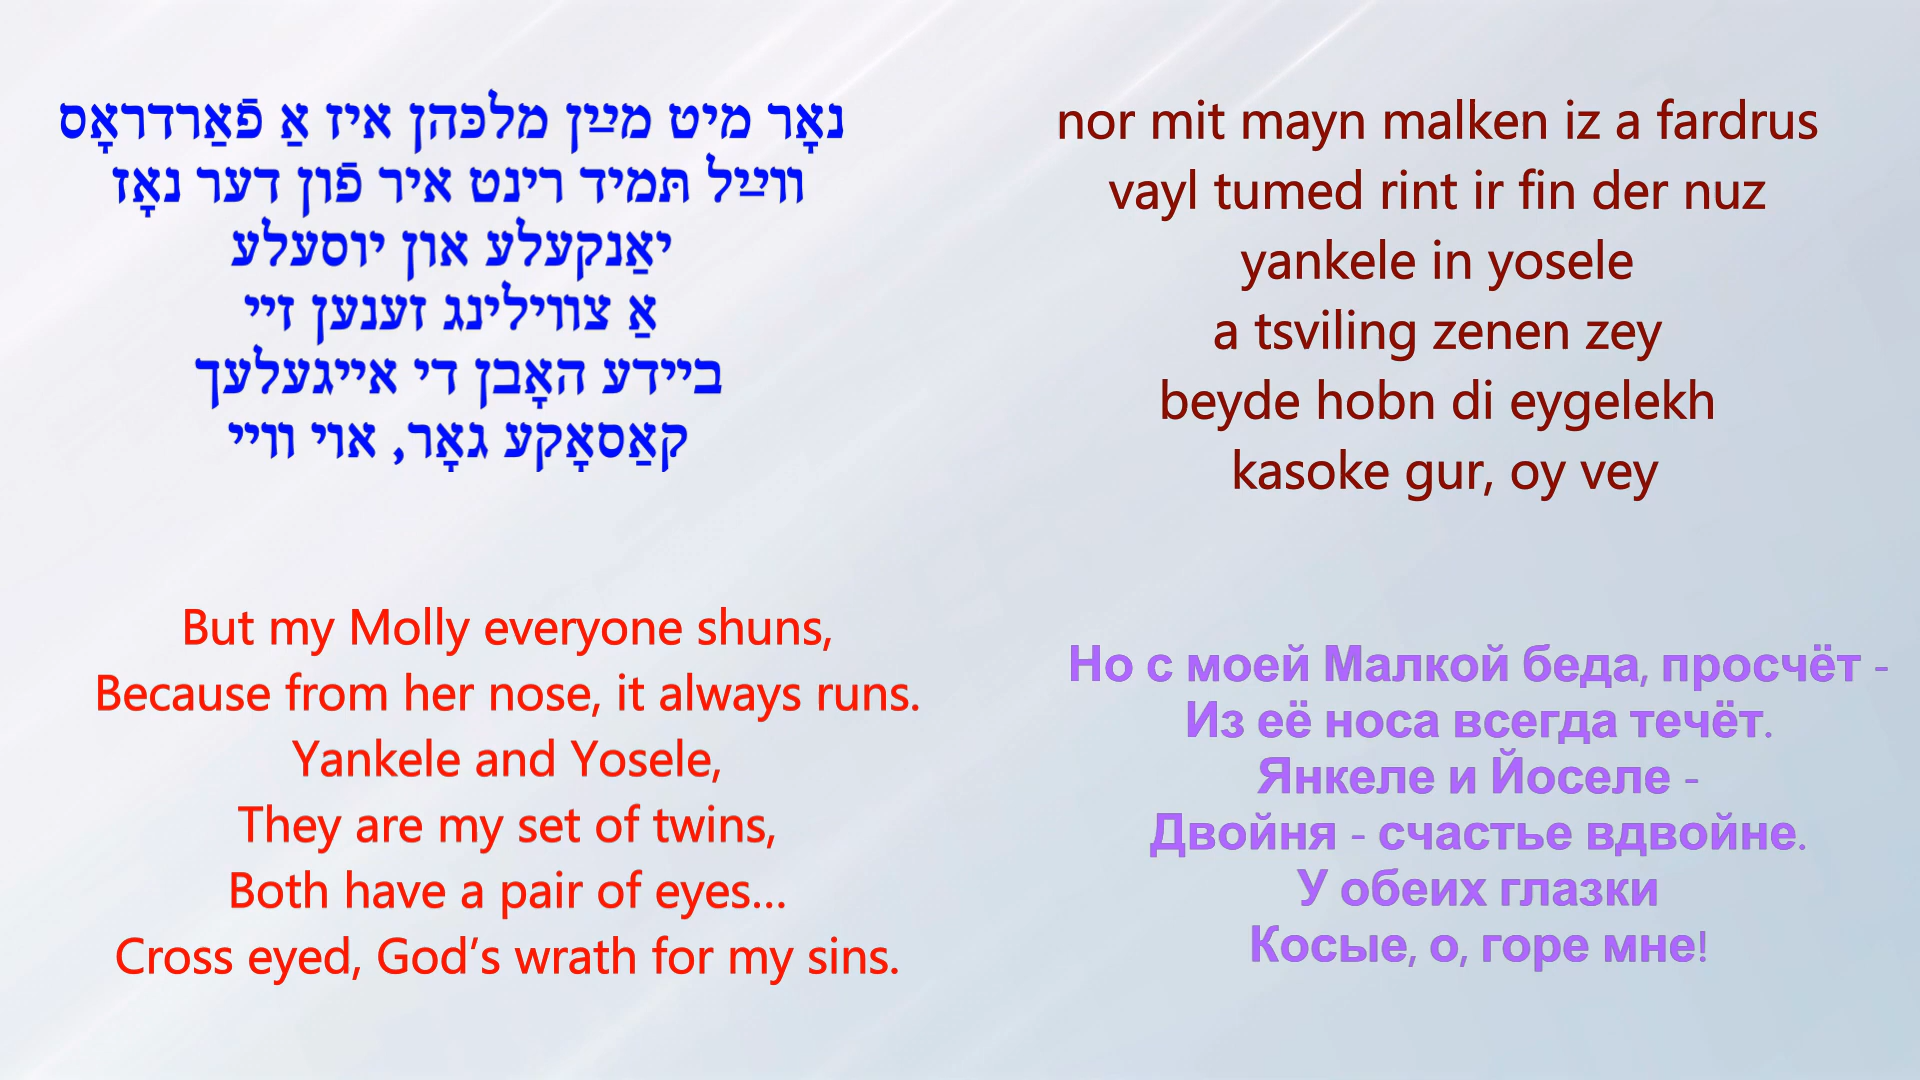 נאָר מיט מײַן מלכּהן איז אַ פֿאַרדראָס
ווײַל תּמיד רינט איר פֿון דער נאָז
יאַנקעלע און יוסעלע
אַ צווילינג זענען זיי
ביידע האָבן די אייגעלעך
קאַסאָקע גאָר, אוי וויי
nor mit mayn malken iz a fardrus
vayl tumed rint ir fin der nuz
yankele in yosele
a tsviling zenen zey
beyde hobn di eygelekh
kasoke gur, oy vey
But my Molly everyone shuns,
Because from her nose, it always runs.
Yankele and Yosele,
They are my set of twins,
Both have a pair of eyes...
Cross eyed, God's wrath for my sins.
Но с моей Малкой беда, просчёт -
Из её носа всегда течёт.
Янкеле и Йоселе -
Двойня - счастье вдвойне.
У обеих глазки
Косые, о, горе мне!